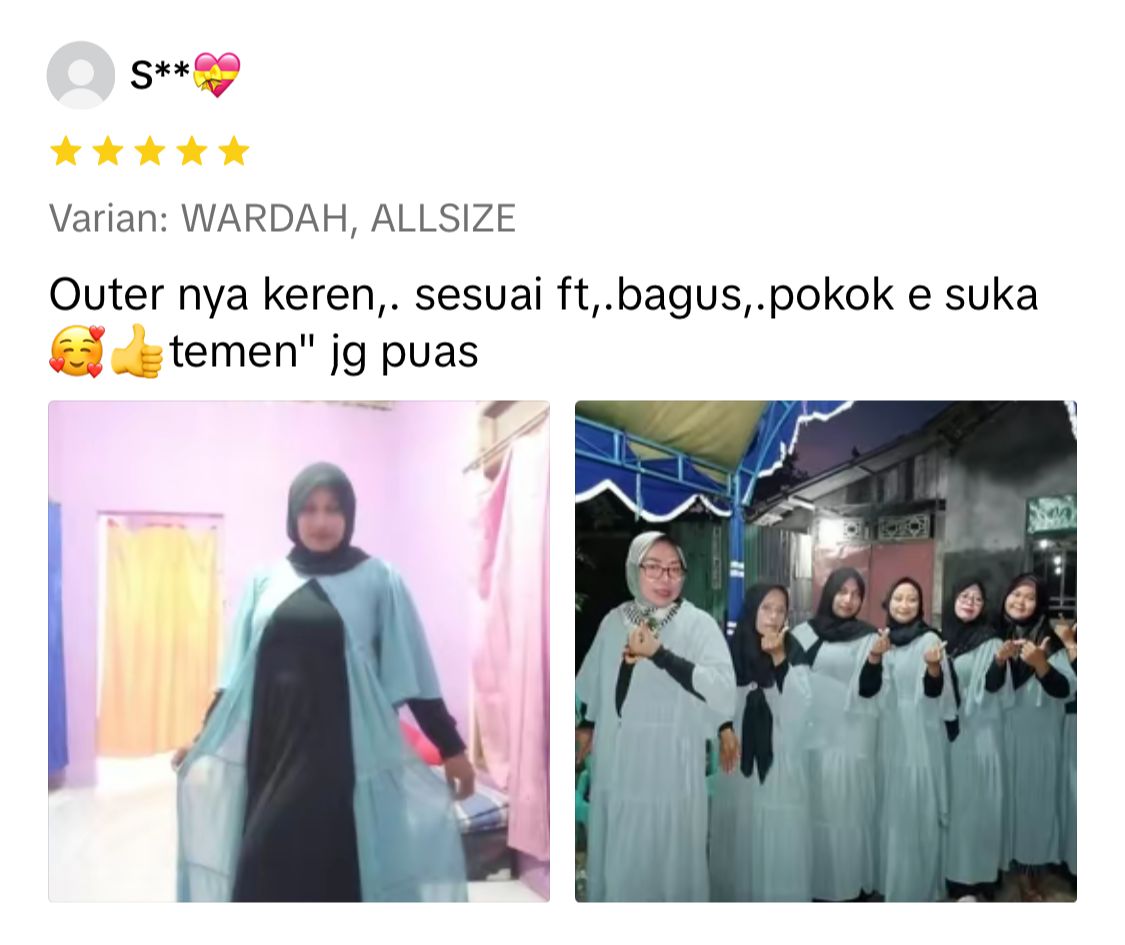 S**💝
Varian: WARDAH, ALLSIZE
Outer nya keren,. sesuai ft,.bagus,.pokok e suka
🥰👍temen" jg puas